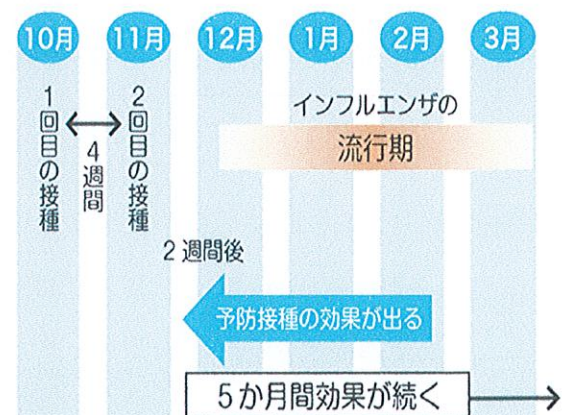 10月 11月 12月 1月 2月 3月
1回目の接種
4週間
2回目の接種
インフルエンザの
流行期
2週間後
予防接種の効果が出る
5か月間効果が続く